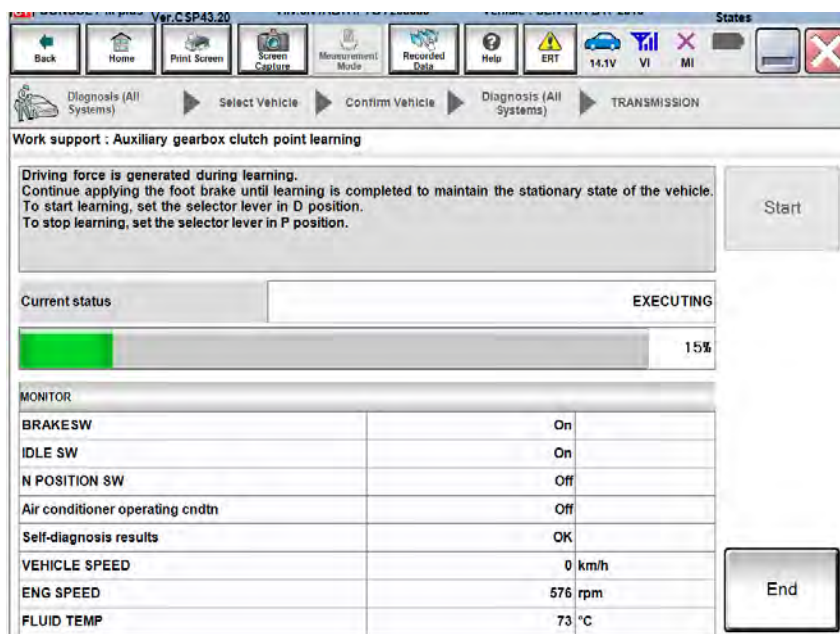 Ver.CSP43.20
States
Back
Home
Print Screen
Screen
Capture
Measurement
Mode
Recorded
Data
Help
ERT
14.1V
VI
MI
Diagnosis (All
Systems)
Select Vehicle
Confirm Vehicle
Diagnosis (All
Systems)
TRANSMISSION
Work support : Auxiliary gearbox clutch point learning
Driving force is generated during learning.
Continue applying the foot brake until learning is completed to maintain the stationary state of the vehicle.
To start learning, set the selector lever in D position.
To stop learning, set the selector lever in P position.
Start
Current status EXECUTING
15%
MONITOR
BRAKESW On
IDLE SW On
N POSITION SW Off
Air conditioner operating cndtn Off
Self-diagnosis results OK
VEHICLE SPEED 0 km/h
ENG SPEED 576 rpm
FLUID TEMP 73 °C
End